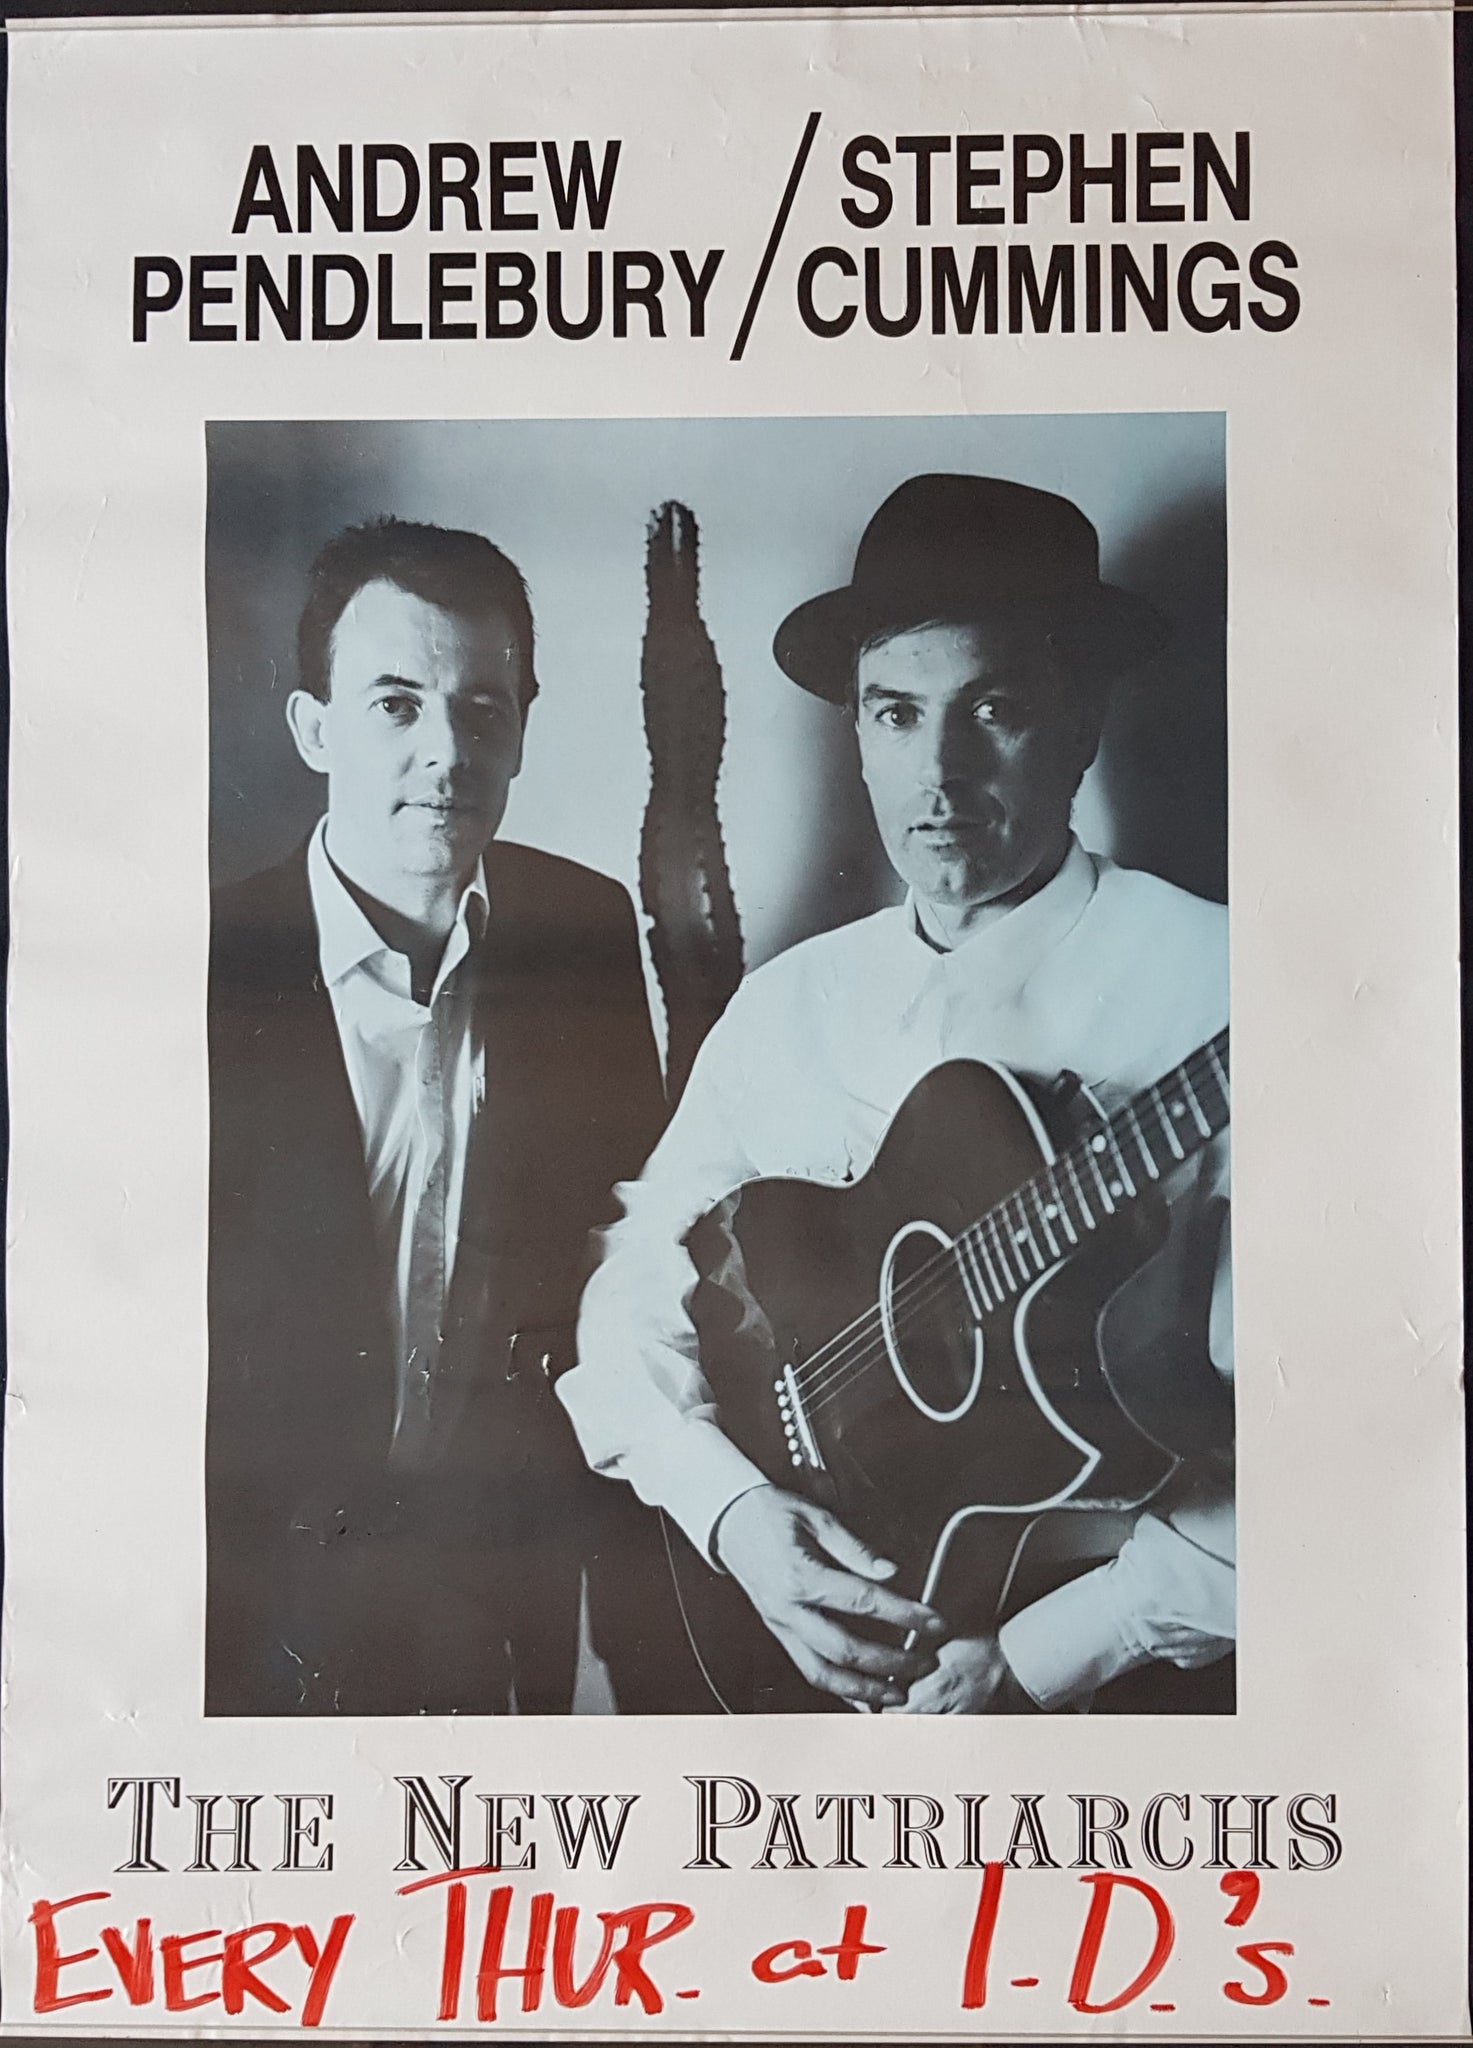 ANDREW PENDLEBURY / STEPHEN CUMMINGS
THE NEW PATRIARCHS
EVERY THUR. at I.D.'s.